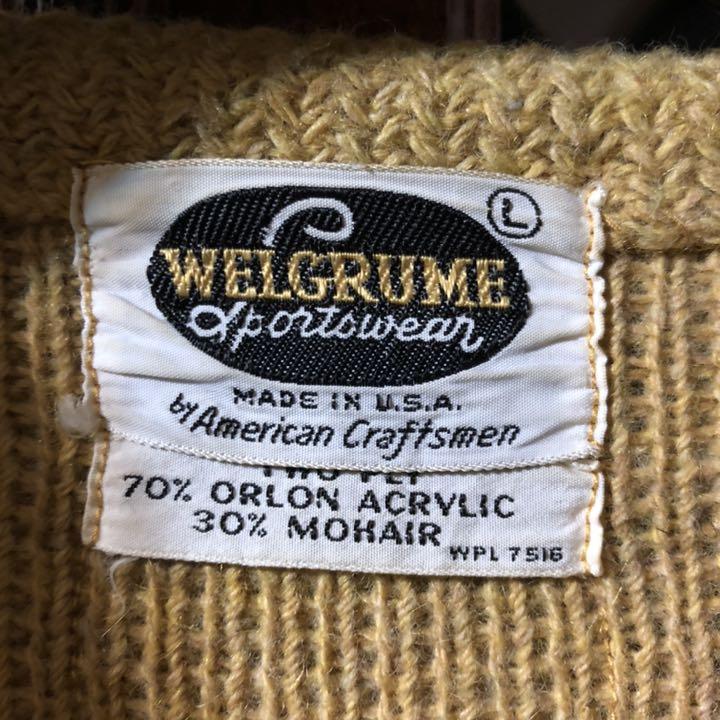 L
WELGRUME
Sportswear
MADE IN U.S.A.
by American Craftsmen
70% ORLON ACRYLIC
30% MOHAIR
WPL 7516